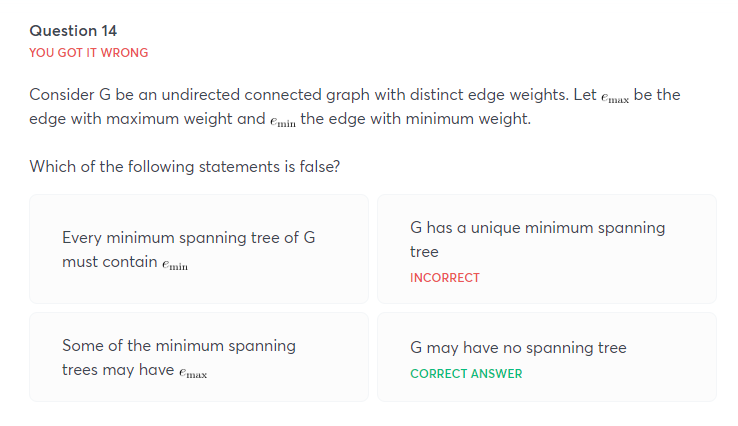 Question 14
YOU GOT IT WRONG
Consider G be an undirected connected graph with distinct edge weights. Let e_max be the
edge with maximum weight and e_min the edge with minimum weight.
Which of the following statements is false?
Every minimum spanning tree of G
must contain e_min
G has a unique minimum spanning
tree
INCORRECT
Some of the minimum spanning
trees may have e_max
G may have no spanning tree
CORRECT ANSWER